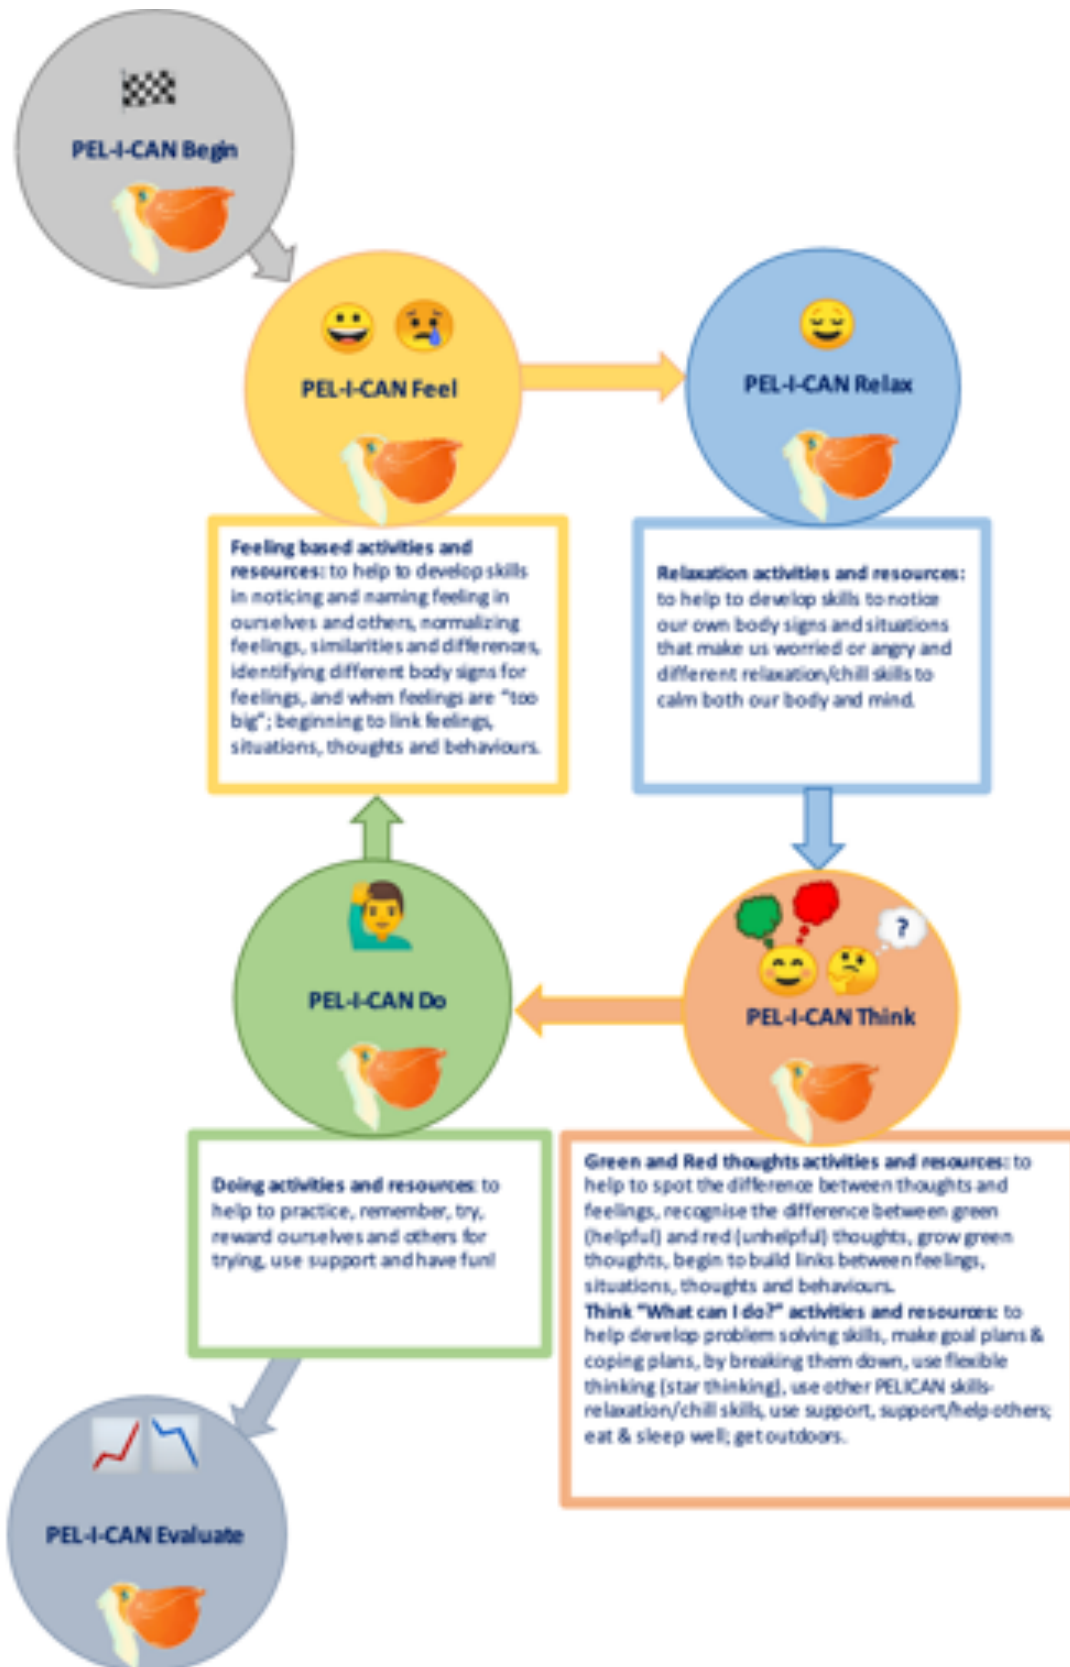 PEL-I-CAN Begin
PEL-I-CAN Feel
PEL-I-CAN Relax
Feeling based activities and
resources: to help to develop skills
in noticing and naming feeling in
ourselves and others, normalizing
feelings, similarities and differences,
identifying different body signs for
feelings, and when feelings are "too
big"; beginning to link feelings,
situations, thoughts and behaviours.
Relaxation activities and resources:
to help to develop skills to notice
our own body signs and situations
that make us worried or angry and
different relaxation/chill skills to
calm both our body and mind.
?
PEL-I-CAN Think
PEL-I-CAN Do
Green and Red thoughts activities and resources: to
help to spot the difference between thoughts and
feelings, recognise the difference between green
(helpful) and red (unhelpful) thoughts, grow green
thoughts, begin to build links between feelings,
situations, thoughts and behaviours.
Think "What can I do?" activities and resources: to
help develop problem solving skills, make goal plans &
coping plans, by breaking them down, use flexible
thinking (star thinking), use other PELICAN skills-
relaxation/chill skills, use support, support/help others;
eat & sleep well; get outdoors.
Doing activities and resources: to
help to practice, remember, try,
reward ourselves and others for
trying, use support and have fun!
PEL-I-CAN Evaluate